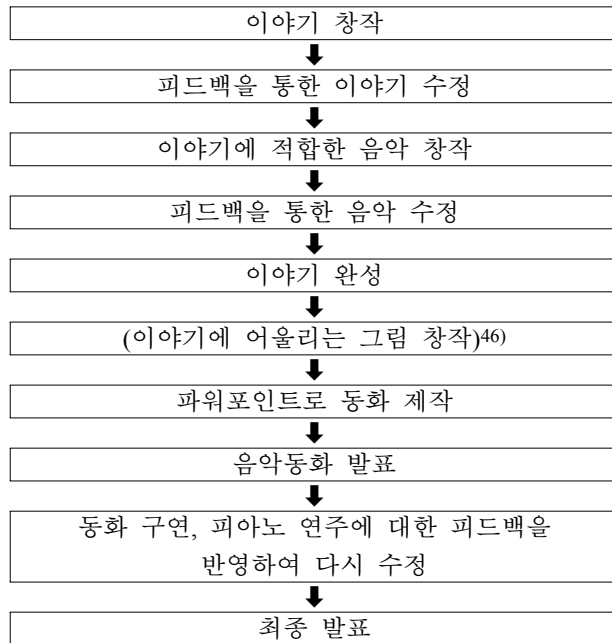 이야기 창작
피드백을 통한 이야기 수정
이야기에 적합한 음악 창작
피드백을 통한 음악 수정
이야기 완성
(이야기에 어울리는 그림 창작)46)
파워포인트로 동화 제작
음악동화 발표
동화 구연, 피아노 연주에 대한 피드백을
반영하여 다시 수정
최종 발표